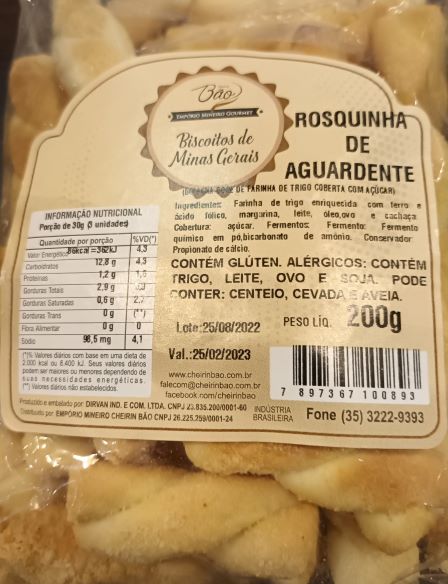 Bão
EMPÓRIO MINEIRO GOURMET
Biscoitos de
Minas Gerais
ROSQUINHA
DE
AGUARDENTE
DE FARINHA DE TRIGO COBERTA COM AÇÚCAR)
Ingredientes: Farinha de trigo enriquecida com ferro e
ácido fólico, margarina, leite, óleo,ovo e cachaça.
Cobertura: açúcar. Fermentos: Fermento: Fermento
químico em pó,bicarbonato de amônio. Conservador
Propionato de cálcio.
CONTÉM GLÚTEN. ALÉRGICOS: CONTÉM
TRIGO, LEITE, OVO E SOJA. PODE
CONTER: CENTEIO, CEVADA E AVEIA.
INFORMAÇÃO NUTRICIONAL
Porção de 30g (3 unidades)
Quantidade por porção %VD(*)
Valor Energético 86kcal =362kJ 4,3
Carboidratos 12,8 g 4,3
Proteínas 1,2 g 1,6
Gorduras Totais 2,9 g
Gorduras Saturadas 0,6 g 2,7
Gorduras Trans 0 g (**)
Fibra Alimentar 0 g 0
Sódio 98,5 mg 4,1
(*)% Valores diários com base em uma dieta de
2.000 kcal ou 8.400 kJ. Seus valores diários
podem ser maiores ou menores dependendo de
suas necessidades energéticas.
(**) Valores diários não estabelecidos.
Lote:25/08/2022
PESO LÍQ. 200g
Val.:25/02/2023
www.cheirinbao.com.br
falecom@cheirinbao.com.br
facebook.com/cheirinbao
7 897367 100893
Produzido e embalado por: DIRVAN IND. E COM. LTDA. CNPJ 23.835.200/0001-60
Distribuído por: EMPÓRIO MINEIRO CHEIRIN BÃO CNPJ 26.225.259/0001-24
INDÚSTRIA
BRASILEIRA
Fone (35) 3222-9393